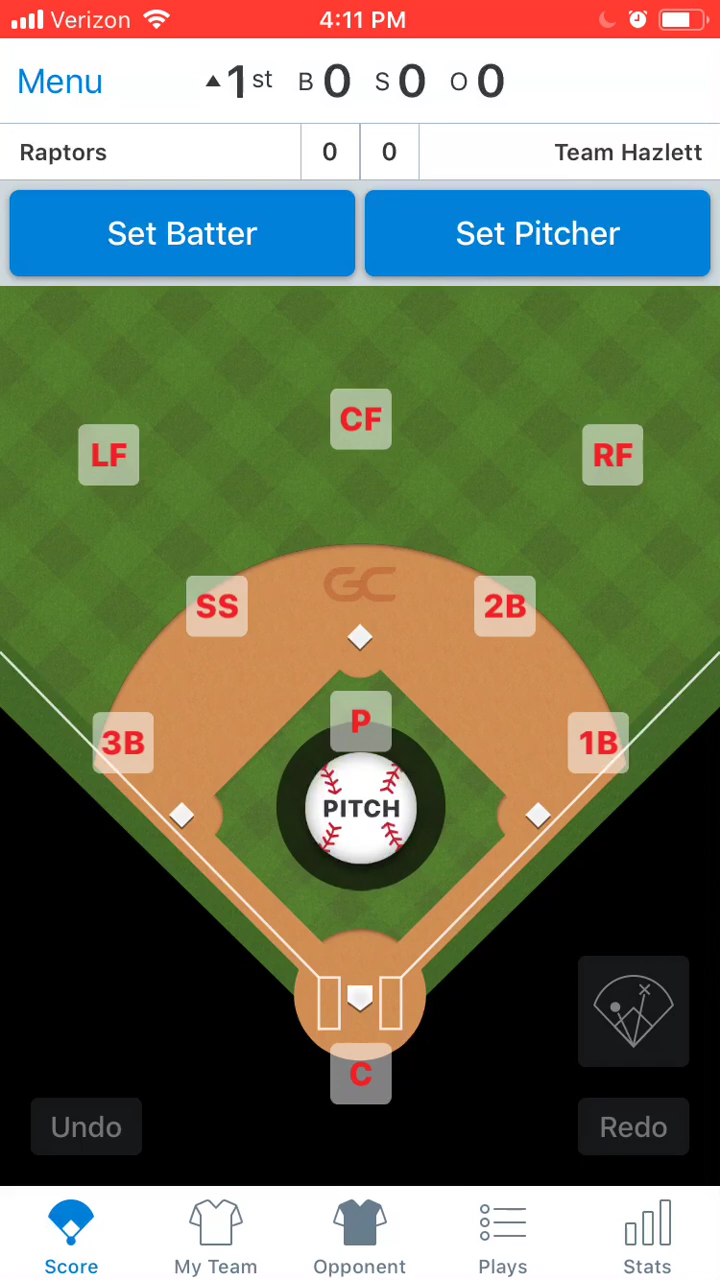 Verizon 4:11 PM
Menu ▲1st B 0 S 0 O 0
Raptors 0 0 Team Hazlett
Set Batter Set Pitcher
CF
LF RF
GC
SS 2B
P
3B 1B
PITCH
C
Undo Redo
Score My Team Opponent Plays Stats